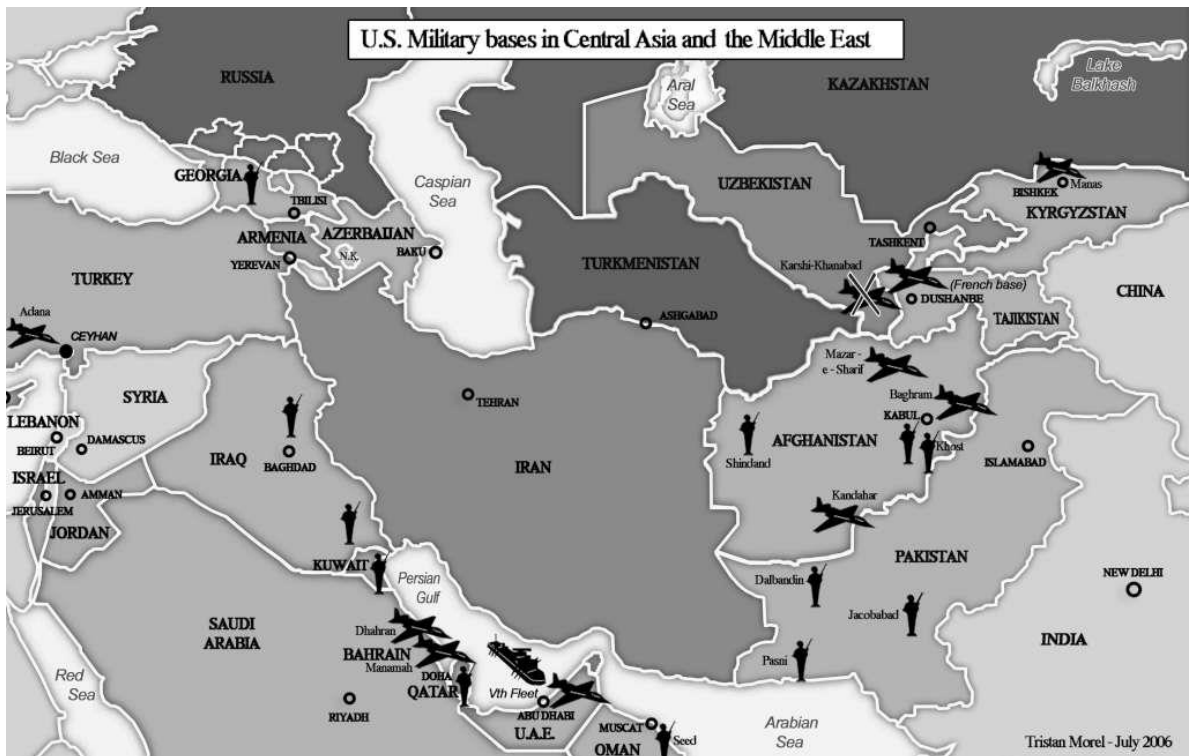 U.S. Military bases in Central Asia and the Middle East
RUSSIA
KAZAKHSTAN
Lake
Balkhash
Aral
Sea
Black Sea
GEORGIA
Caspian
Sea
UZBEKISTAN
BISHKEK
Manas
KYRGYZSTAN
TBILISI
ARMENIA
AZERBAIJAN
N.K.
BAKU
YEREVAN
TASHKENT
TURKEY
TURKMENISTAN
Karshi-Khanabad
(French base)
DUSHANBE
CHINA
TAJIKISTAN
Adana
CEYHAN
ASHGABAD
Mazar -
e - Sharif
SYRIA
TEHRAN
Baghram
KABUL
LEBANON
BEIRUT
DAMASCUS
IRAQ
BAGHDAD
IRAN
AFGHANISTAN
Shindand
Khost
ISLAMABAD
ISRAEL
AMMAN
JERUSALEM
JORDAN
Kandahar
KUWAIT
Persian
Gulf
PAKISTAN
Dalbandin
NEW DELHI
Jacobabad
SAUDI
ARABIA
Dhahran
BAHRAIN
Manamah
INDIA
Pasni
DOHA
QATAR
Vth Fleet
Red
Sea
RIYADH
ABU DHABI
U.A.E.
MUSCAT
OMAN
Seed
Arabian
Sea
Tristan Morel - July 2006